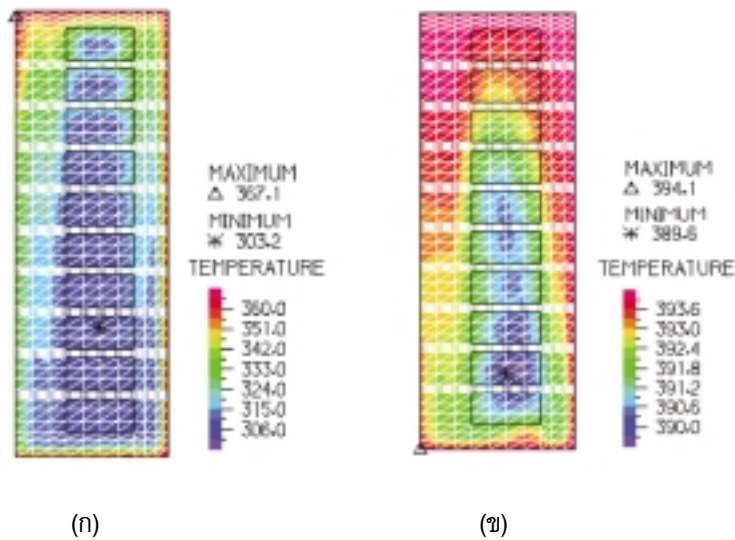 MAXIMUM
△ 367.1
MINIMUM
✳ 303.2
TEMPERATURE
360.0
351.0
342.0
333.0
324.0
315.0
306.0
MAXIMUM
△ 394.1
MINIMUM
✳ 389.6
TEMPERATURE
393.6
393.0
392.4
391.8
391.2
390.6
390.0
(ก)
(ข)